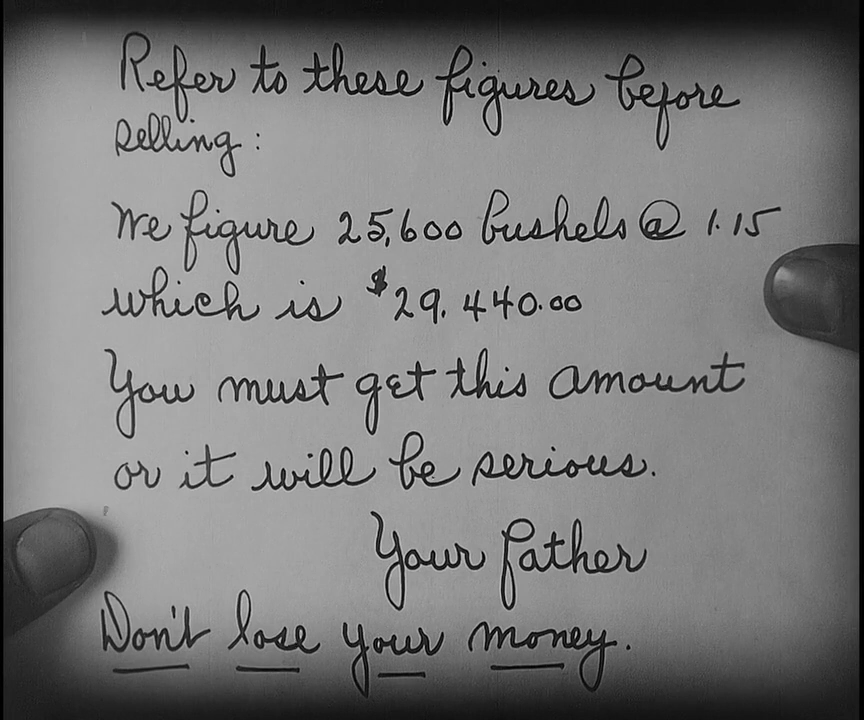 Refer to these figures before
selling:
We figure 25,600 bushels @ 1.15
which is $29,440.00
You must get this amount
or it will be serious.
Your father
Don't lose your money.